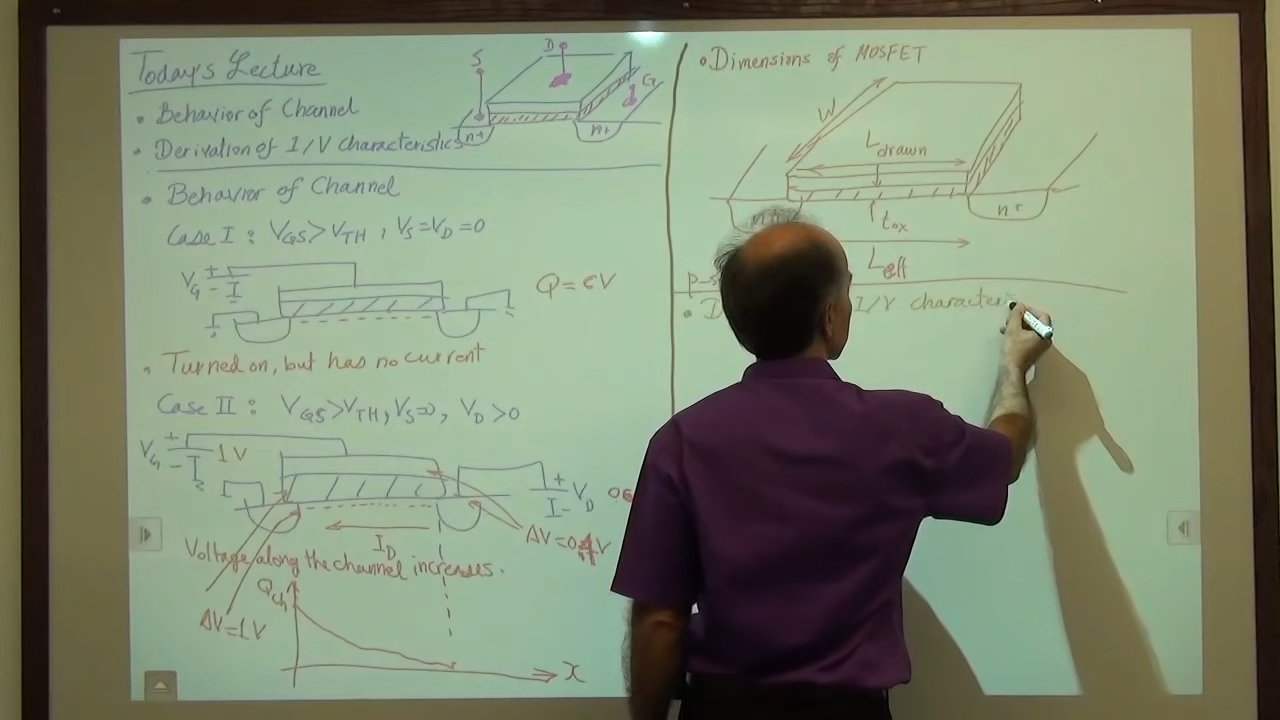 Today's Lecture
• Behavior of Channel
• Derivation of I/V characteristics
S
D
G
n+
n+
• Behavior of Channel
Case I : VGS>VTH , VS=VD=0
VG
+
-
Q = CV
• Turned on, but has no current
Case II : VGS>VTH, VS=0, VD>0
VG
+
-
1V
+
-
VD
ΔV=0.4V
ID
Voltage along the channel increases.
Qch
ΔV=1V
x
• Dimensions of MOSFET
W
Ldrawn
n+
tox
Leff
• D
I/V characteri